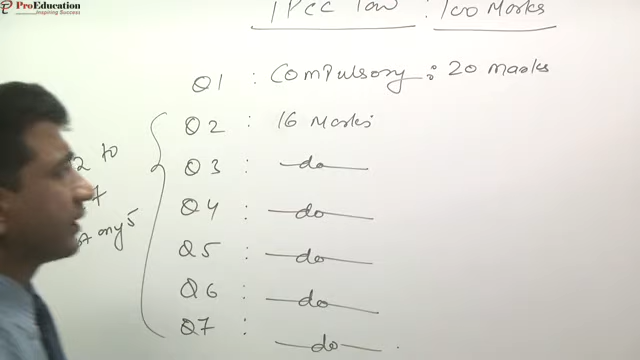 ProEducation
Inspiring Success
IPCC Law : 100 Marks
Q1 : Compulsory : 20 marks
Q2 : 16 Marks
Q3 : —do—
Q4 : —do—
Q5 : —do—
Q6 : —do—
Q7 : —do—
2 to
any 5